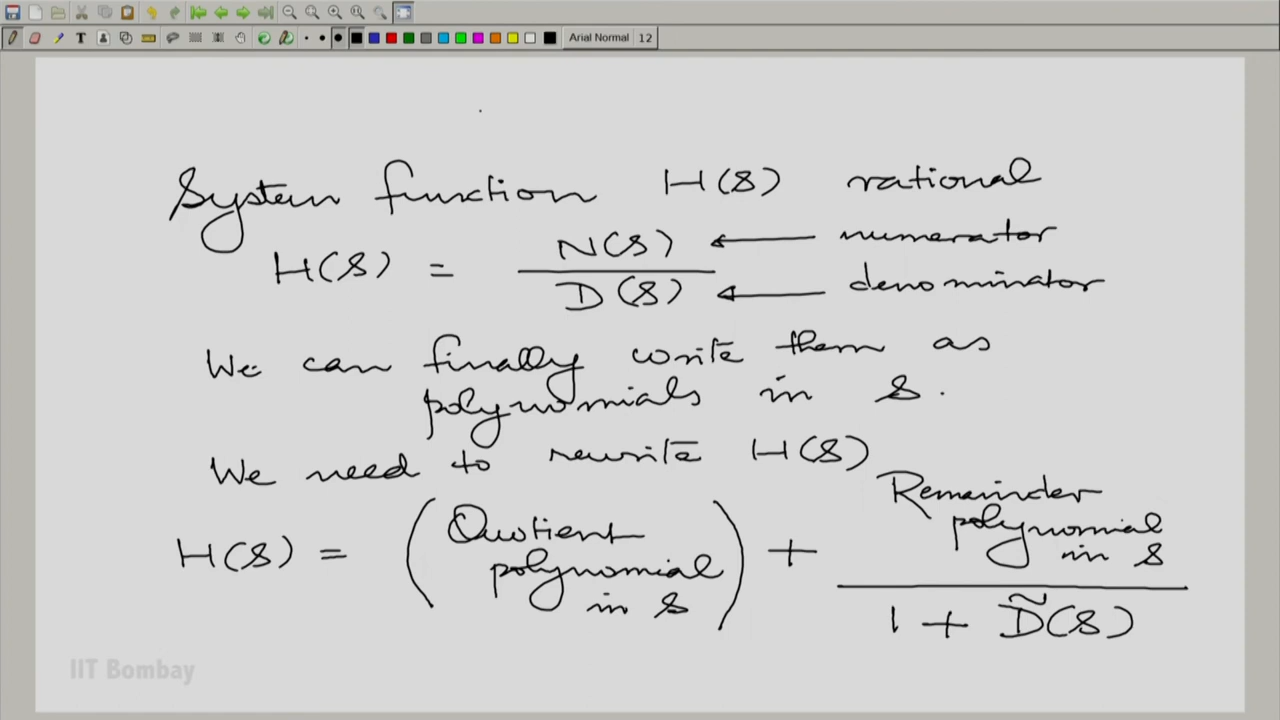 Arial Normal 12
System function H(s) rational
H(s) = N(s) / D(s) ← numerator
← denominator
We can finally write them as
polynomials in s.
We need to rewrite H(s)
H(s) = (Quotient polynomial in s) + Remainder polynomial in s / 1 + D̃(s)
IIT Bombay